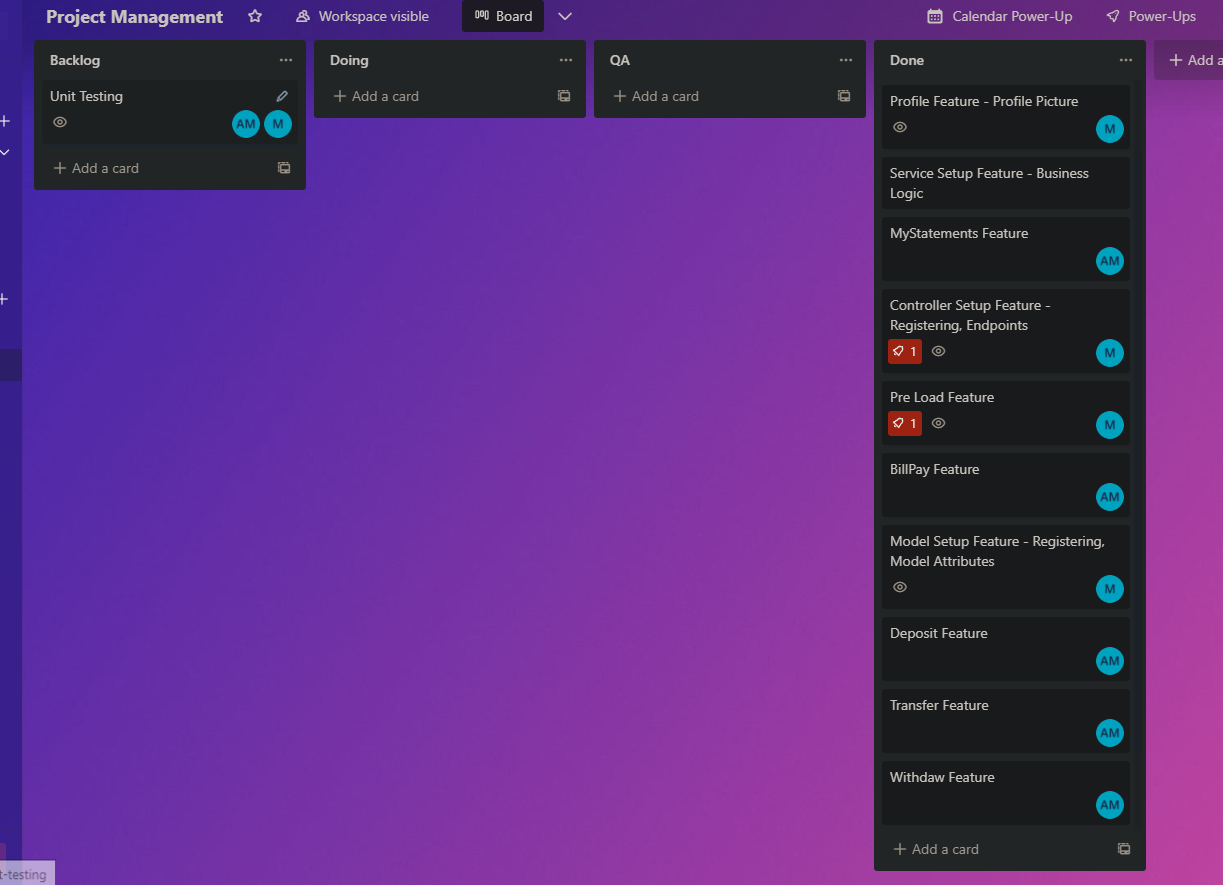 Project Management
Workspace visible
Board
Calendar Power-Up
Power-Ups
Backlog
Unit Testing
AM
M
Add a card
Doing
Add a card
QA
Add a card
Done
Profile Feature - Profile Picture
M
Service Setup Feature - Business
Logic
MyStatements Feature
AM
Controller Setup Feature -
Registering, Endpoints
1
M
Pre Load Feature
1
M
BillPay Feature
AM
Model Setup Feature - Registering,
Model Attributes
M
Deposit Feature
AM
Transfer Feature
AM
Withdaw Feature
AM
Add a card
Add a
t-testing